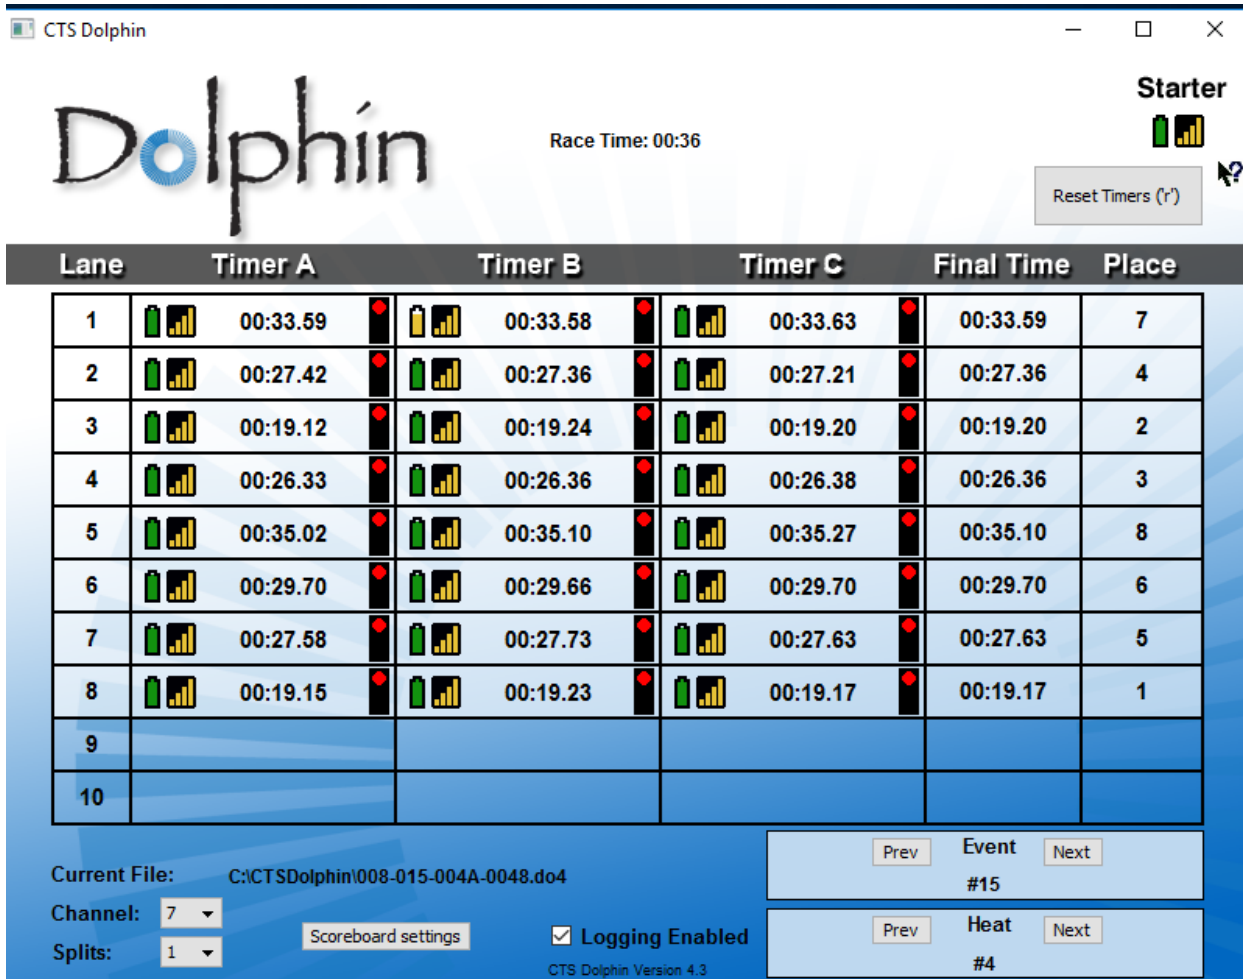 CTS Dolphin
Dolphin
Race Time: 00:36
Starter
Reset Timers ('r')
Lane Timer A Timer B Timer C Final Time Place
1 00:33.59 00:33.58 00:33.63 00:33.59 7
2 00:27.42 00:27.36 00:27.21 00:27.36 4
3 00:19.12 00:19.24 00:19.20 00:19.20 2
4 00:26.33 00:26.36 00:26.38 00:26.36 3
5 00:35.02 00:35.10 00:35.27 00:35.10 8
6 00:29.70 00:29.66 00:29.70 00:29.70 6
7 00:27.58 00:27.73 00:27.63 00:27.63 5
8 00:19.15 00:19.23 00:19.17 00:19.17 1
9
10
Current File: C:\CTSDolphin\008-015-004A-0048.do4
Channel: 7
Splits: 1
Scoreboard settings
Logging Enabled
CTS Dolphin Version 4.3
Prev Event Next
#15
Prev Heat Next
#4